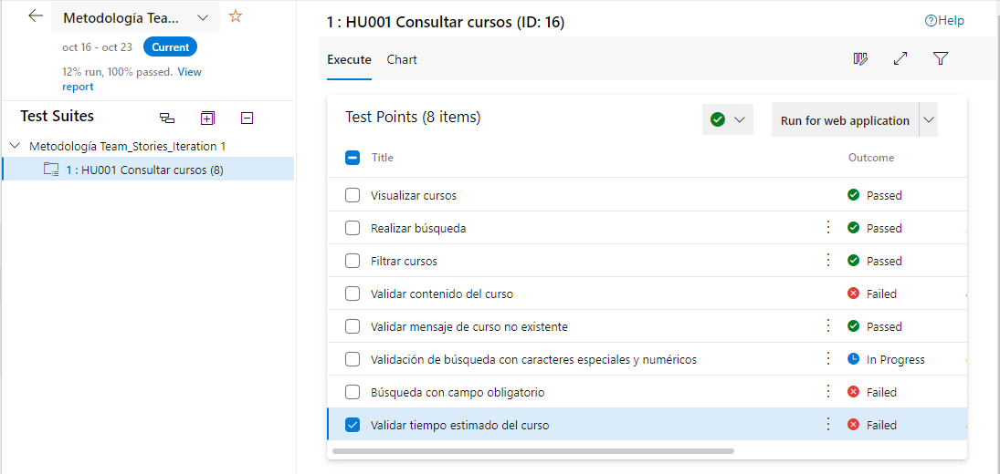 Metodología Tea...
oct 16 - oct 23 Current
12% run, 100% passed. View
report
Test Suites
Metodología Team_Stories_Iteration 1
1 : HU001 Consultar cursos (8)
1 : HU001 Consultar cursos (ID: 16)
Help
Execute Chart
Test Points (8 items)
Run for web application
Title Outcome
Visualizar cursos Passed
Realizar búsqueda Passed
Filtrar cursos Passed
Validar contenido del curso Failed
Validar mensaje de curso no existente Passed
Validación de búsqueda con caracteres especiales y numéricos In Progress
Búsqueda con campo obligatorio Failed
Validar tiempo estimado del curso Failed